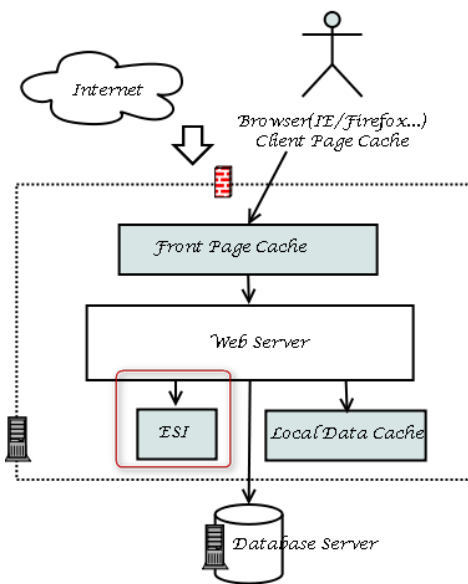 Internet
Browser(IE/Firefox...)
Client Page Cache
Front Page Cache
Web Server
ESI
Local Data Cache
Database Server